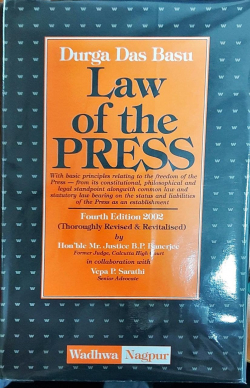 Durga Das Basu
Law
of the
PRESS
With basic principles relating to the freedom of the
Press — from its constitutional, philosophical and
legal standpoint alongwith common law and
statutory law bearing on the status and liabilities
of the Press as an establishment
Fourth Edition 2002
(Thoroughly Revised & Revitalised)
by
Hon'ble Mr. Justice B.P. Banerjee
Former Judge, Calcutta High Court
in collaboration with
Vepa P. Sarathi
Senior Advocate
Wadhwa Nagpur